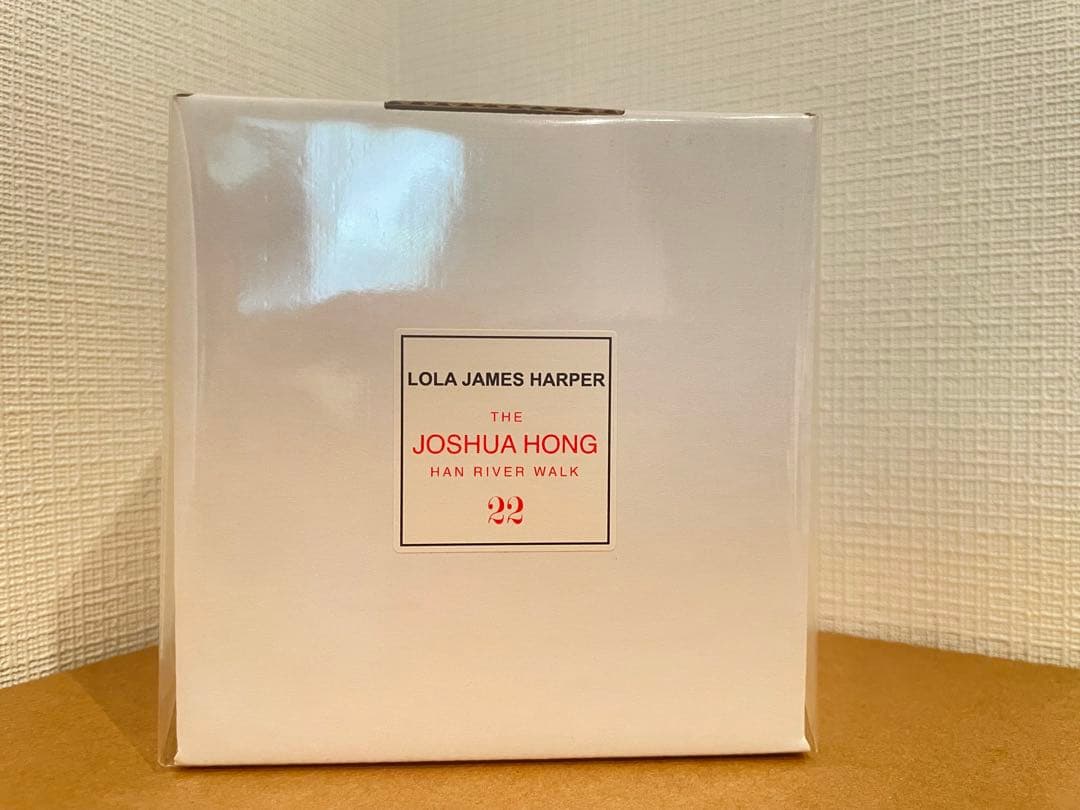 LOLA JAMES HARPER
THE
JOSHUA HONG
HAN RIVER WALK
22